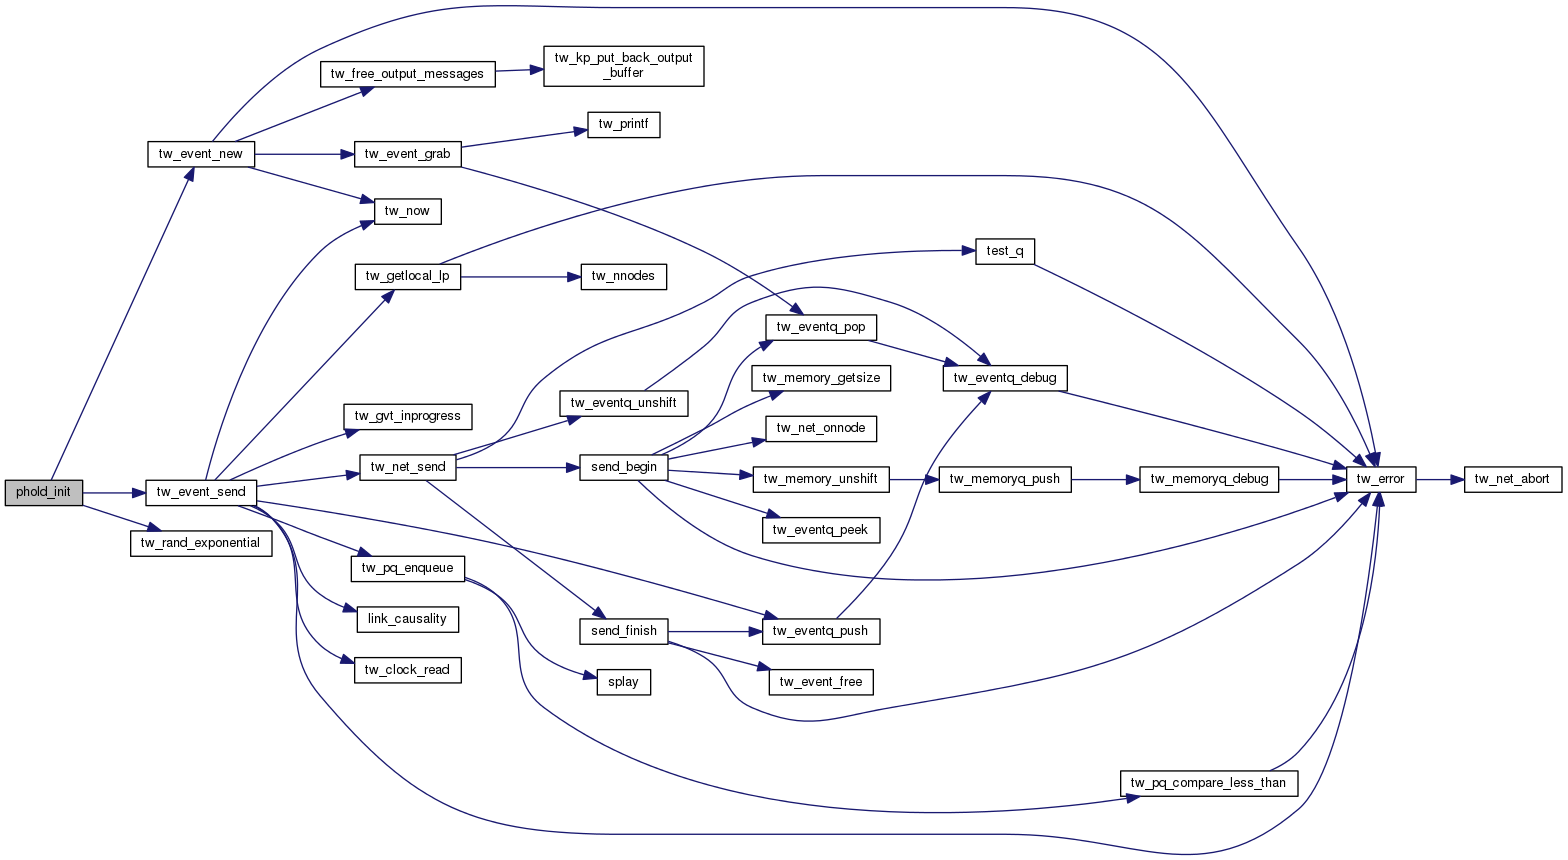 tw_kp_put_back_output
_buffer
tw_free_output_messages
tw_printf
tw_event_new
tw_event_grab
tw_now
test_q
tw_getlocal_lp
tw_nnodes
tw_eventq_pop
tw_memory_getsize
tw_eventq_debug
tw_eventq_unshift
tw_gvt_inprogress
tw_net_onnode
tw_net_send
send_begin
tw_memory_unshift
tw_memoryq_push
tw_memoryq_debug
tw_error
tw_net_abort
phold_init
tw_event_send
tw_eventq_peek
tw_rand_exponential
tw_pq_enqueue
link_causality
send_finish
tw_eventq_push
tw_clock_read
splay
tw_event_free
tw_pq_compare_less_than